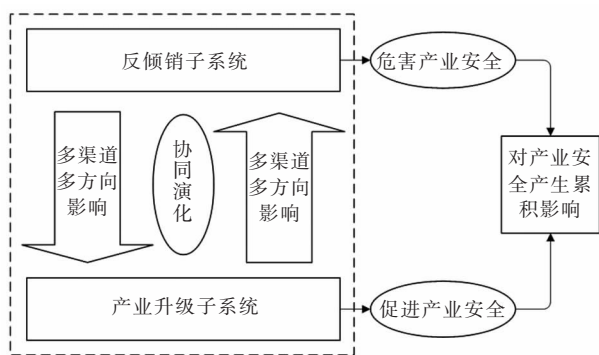 反倾销子系统
危害产业安全
多渠道
多方向
影响
协
同
演
化
多渠道
多方向
影响
对产业安
全产生累
积影响
产业升级子系统
促进产业安全